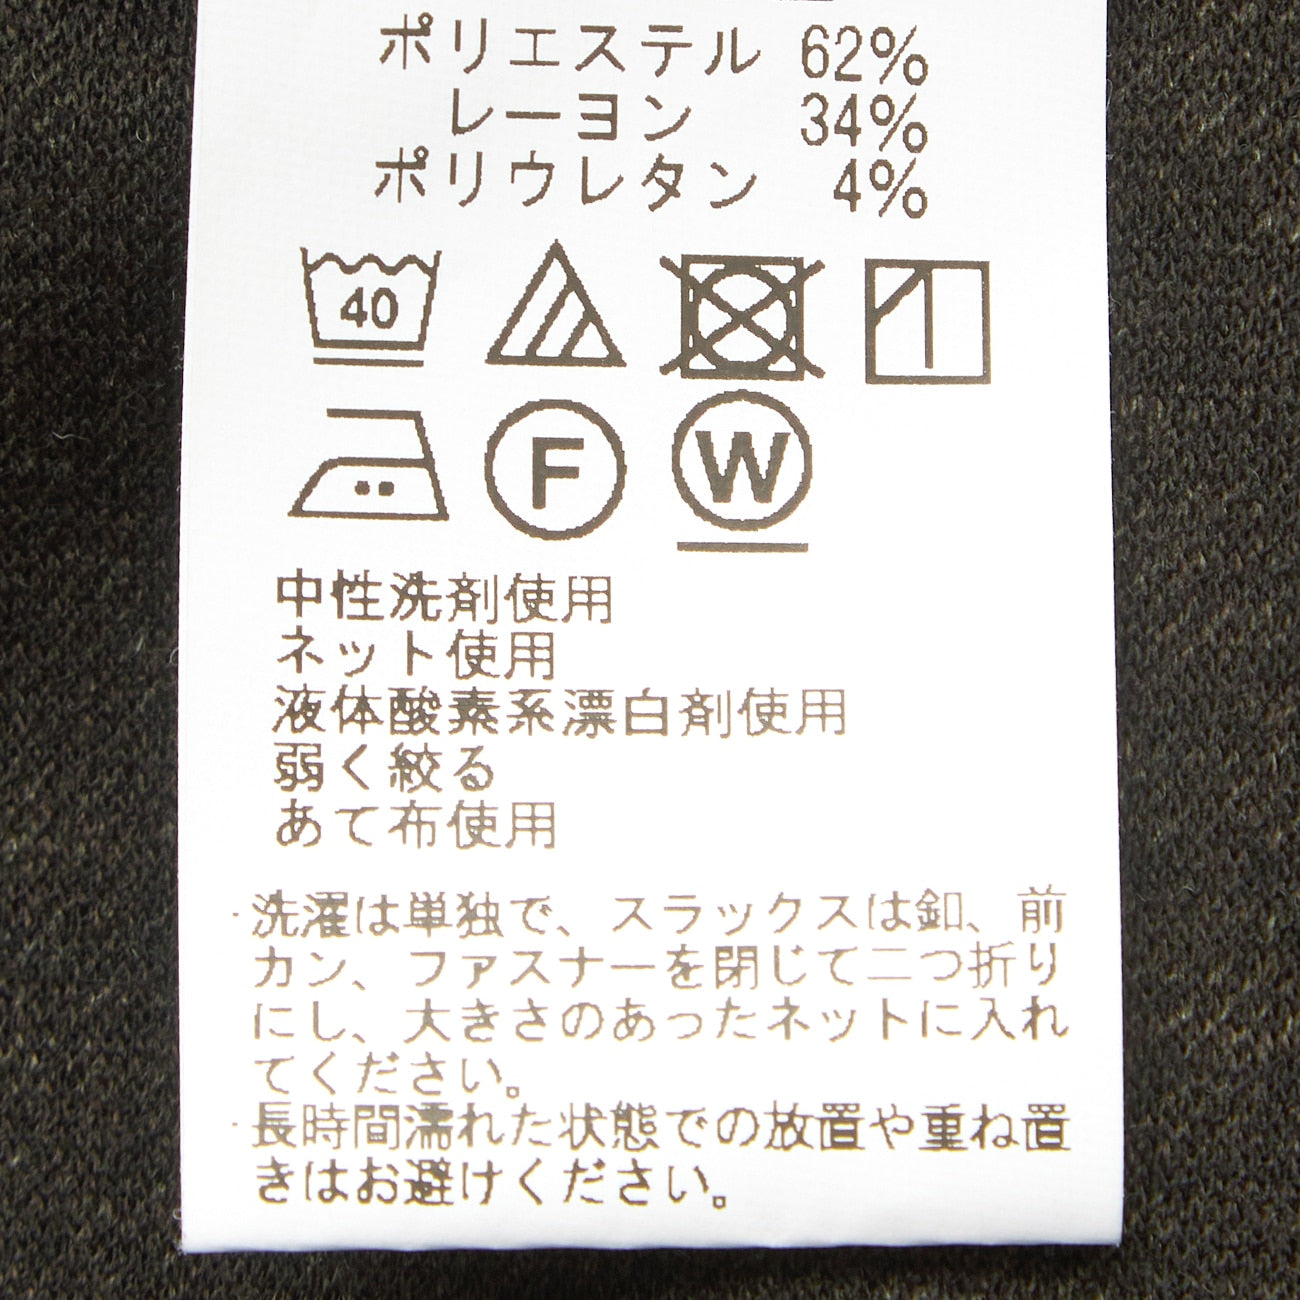 ポリエステル 62%
レーヨン 34%
ポリウレタン 4%
40
F W
中性洗剤使用
ネット使用
液体酸素系漂白剤使用
弱く絞る
あて布使用
・洗濯は単独で、スラックスは釦、前
カン、ファスナーを閉じて二つ折り
にし、大きさのあったネットに入れ
てください。
・長時間濡れた状態での放置や重ね置
きはお避けください。